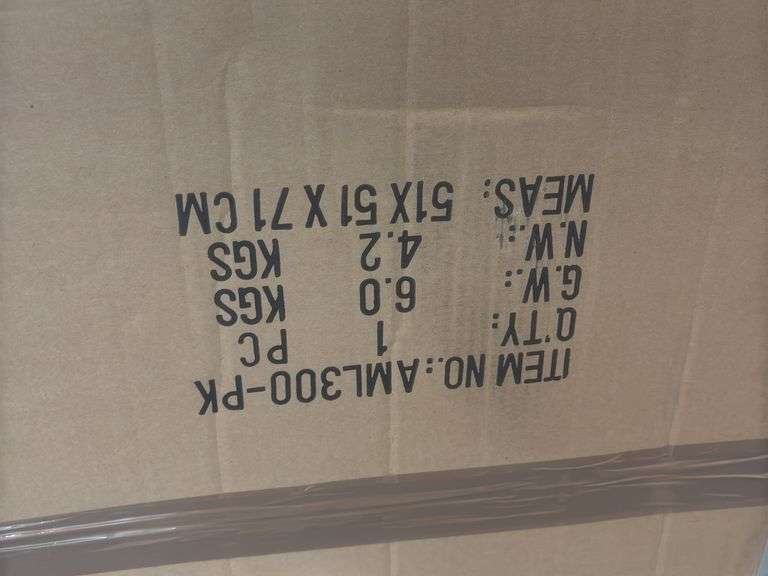 ITEM NO.:AML300-PK
Q'TY: 1 PC
G.W.: 6.0 KGS
N.W.: 4.2 KGS
MEAS: 51X 51 X 71 CM